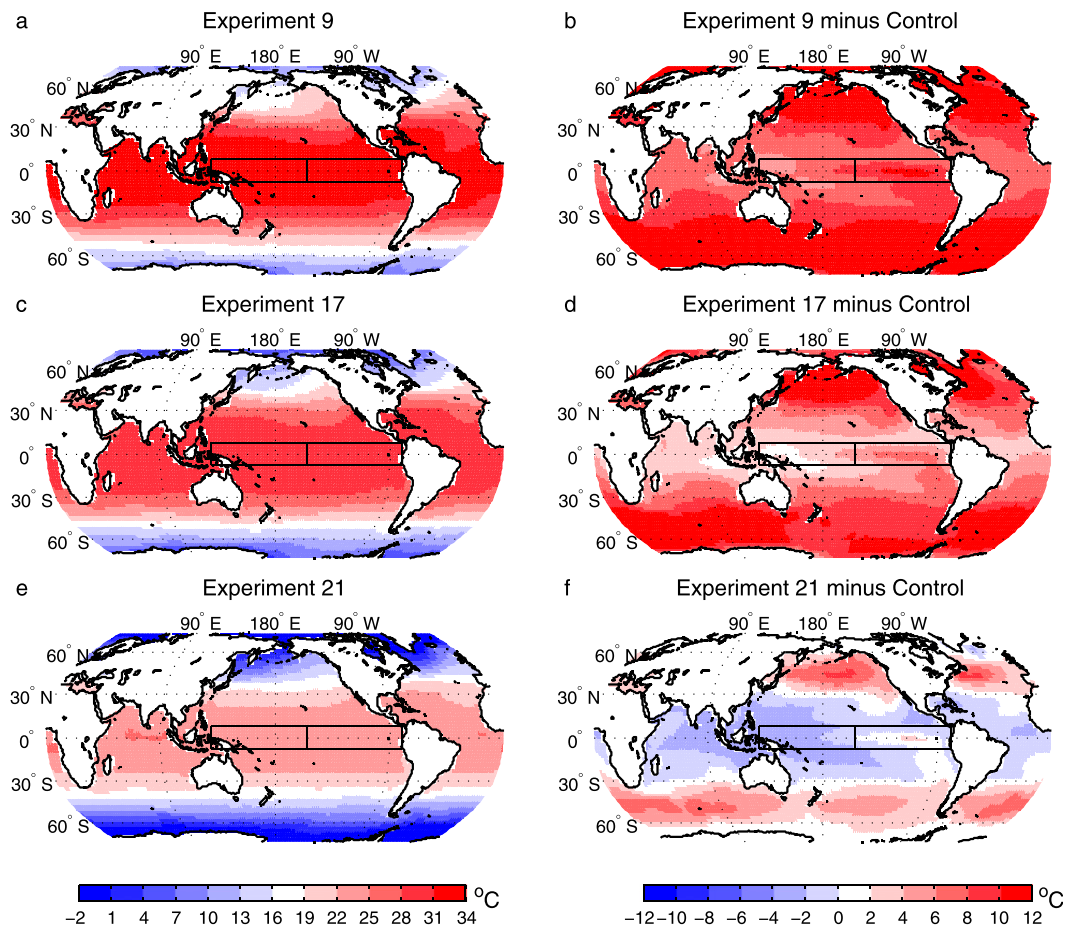 a Experiment 9
90° E 180° E 90° W
60° N
30° N
0°
30° S
60° S
b Experiment 9 minus Control
90° E 180° E 90° W
60° N
30° N
0°
30° S
60° S
c Experiment 17
90° E 180° E 90° W
60° N
30° N
0°
30° S
60° S
d Experiment 17 minus Control
90° E 180° E 90° W
60° N
30° N
0°
30° S
60° S
e Experiment 21
90° E 180° E 90° W
60° N
30° N
0°
30° S
60° S
f Experiment 21 minus Control
90° E 180° E 90° W
60° N
30° N
0°
30° S
60° S
−2 1 4 7 10 13 16 19 22 25 28 31 34 °C
−12 −10 −8 −6 −4 −2 0 2 4 6 8 10 12 °C